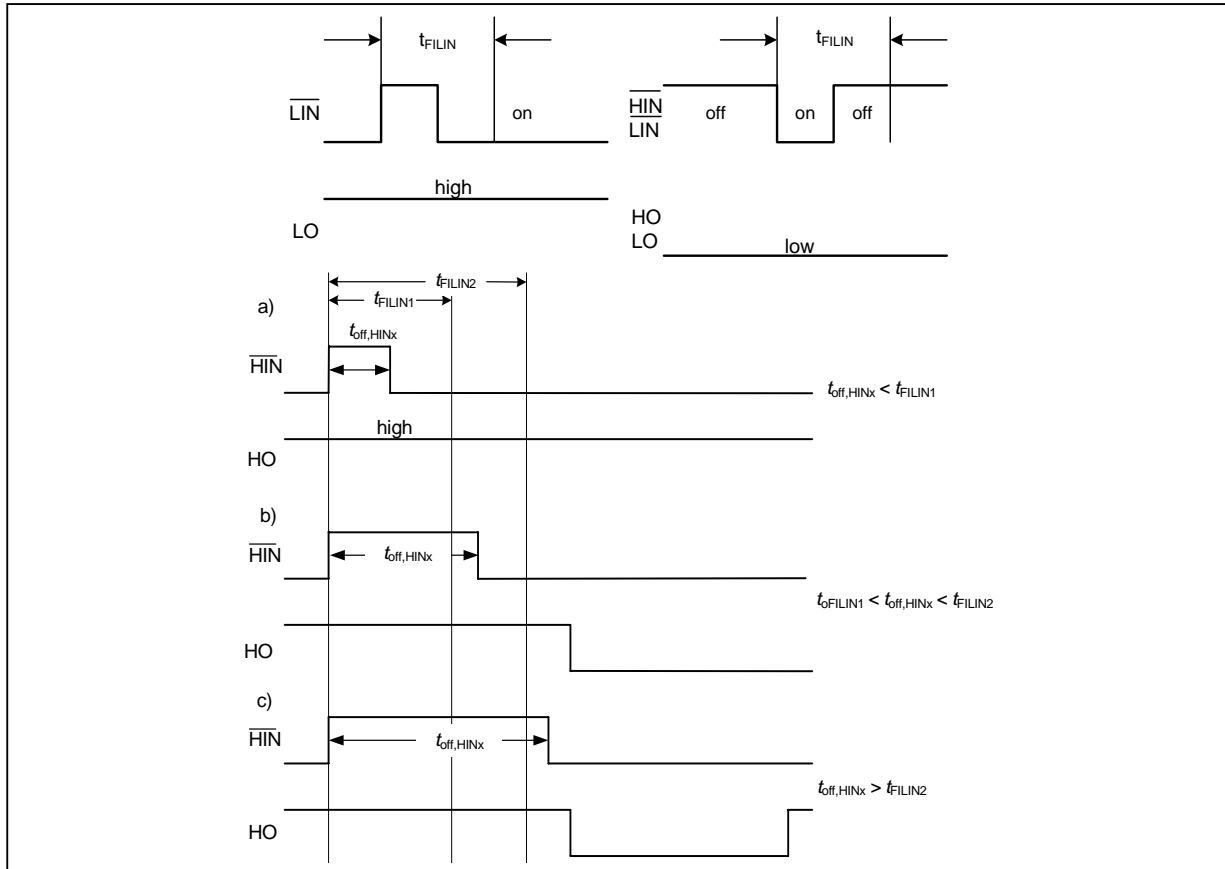 tFILIN
tFILIN
LIN
on
HIN
LIN
off
on
off
high
LO
HO
LO
low
tFILIN2
tFILIN1
a)
toff,HINx
HIN
toff,HINx < tFILIN1
high
HO
b)
HIN
toff,HINx
toFILIN1 < toff,HINx < tFILIN2
HO
c)
HIN
toff,HINx
toff,HINx > tFILIN2
HO